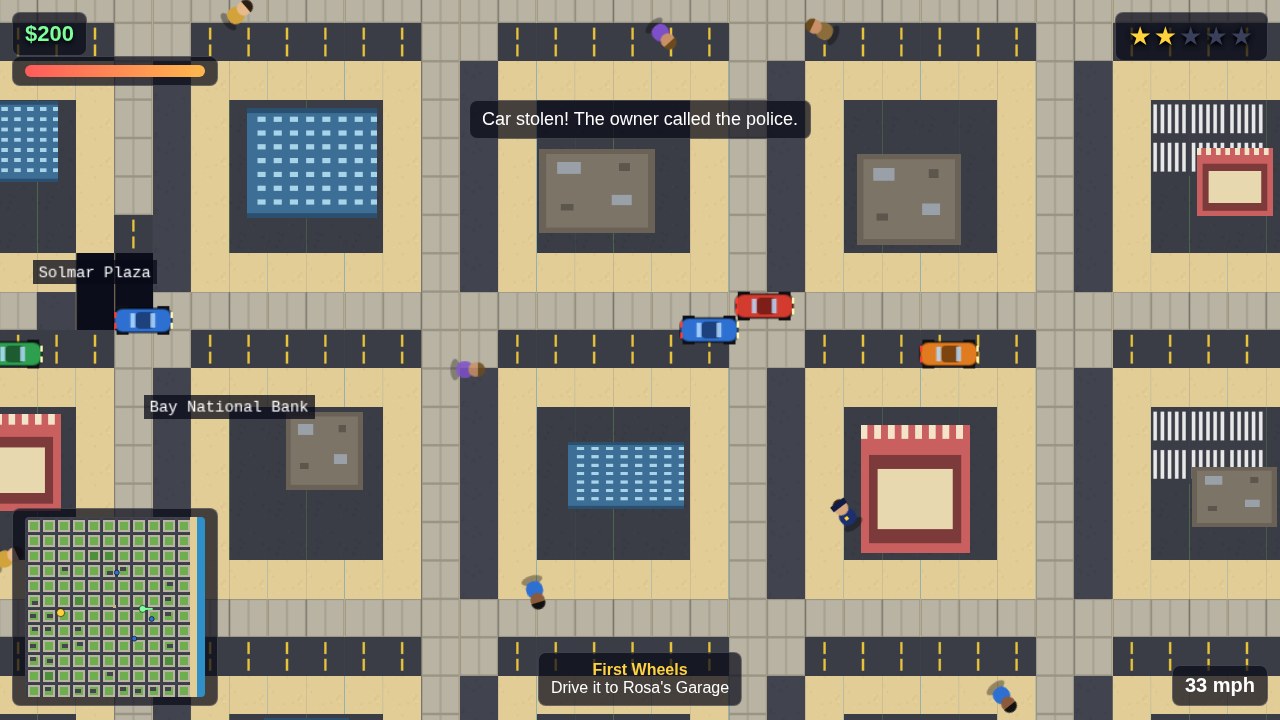 $200
Car stolen! The owner called the police.
Solmar Plaza
Bay National Bank
First Wheels
Drive it to Rosa's Garage
33 mph